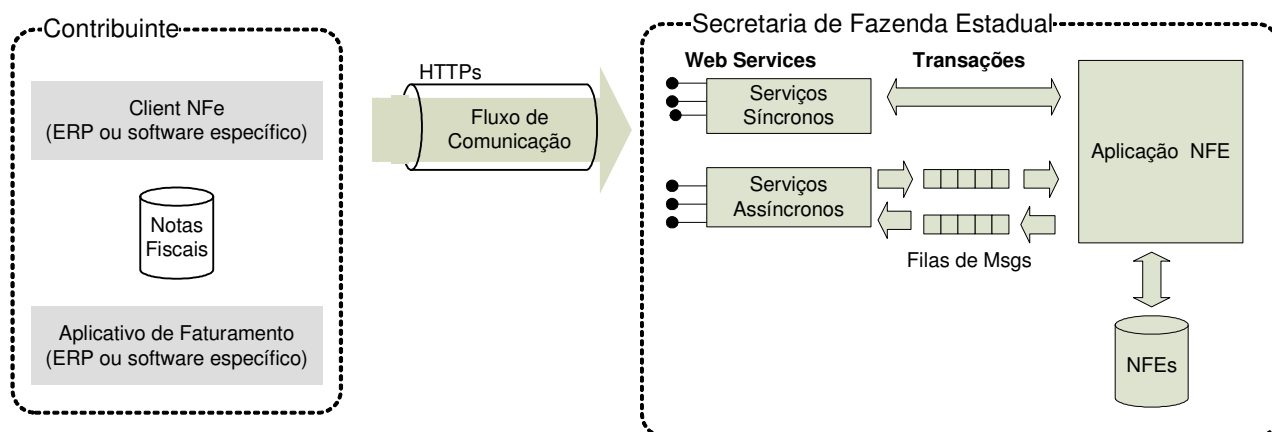 Contribuinte
Client NFe
(ERP ou software específico)
Notas
Fiscais
Aplicativo de Faturamento
(ERP ou software específico)
HTTPs
Fluxo de
Comunicação
Secretaria de Fazenda Estadual
Web Services
Transações
Serviços
Síncronos
Serviços
Assíncronos
Filas de Msgs
Aplicação NFE
NFEs